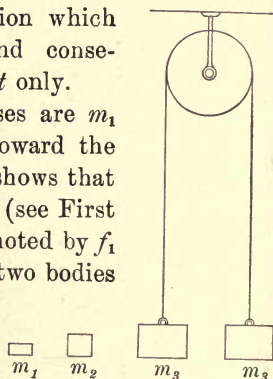 tion which
nd conse-
t only.
ses are m₁
oward the
shows that
(see First
noted by f₁
two bodies
m₁ m₂ m₃ m₃